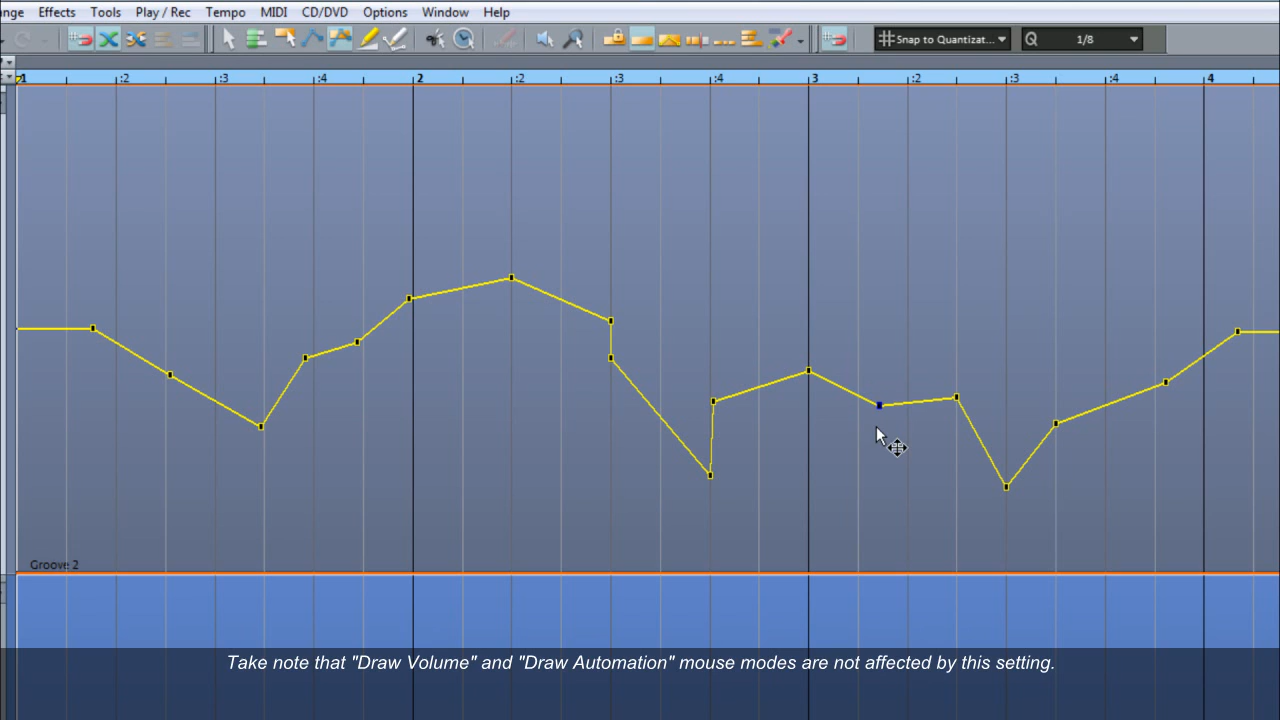 nge Effects Tools Play / Rec Tempo MIDI CD/DVD Options Window Help
Snap to Quantizat... Q 1/8
1 :2 :3 :4 2 :2 :3 :4 3 :2 :3 :4 4
Groove 2
Take note that "Draw Volume" and "Draw Automation" mouse modes are not affected by this setting.